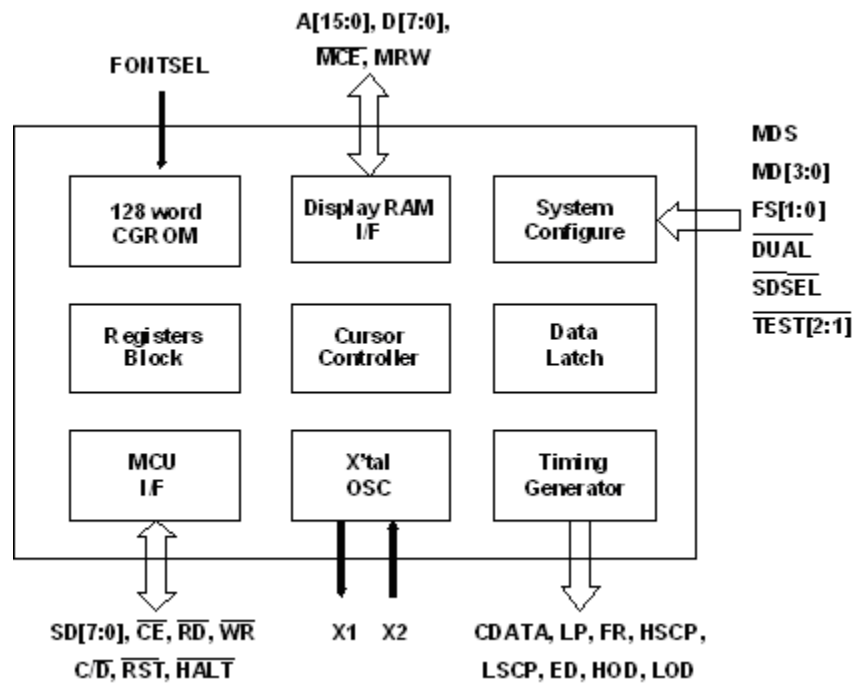 A[15:0], D[7:0],
MCE, MRW
FONTSEL
128 word
CGROM
Display RAM
I/F
System
Configure
MDS
MD[3:0]
FS[1:0]
DUAL
SDSEL
TEST[2:1]
Registers
Block
Cursor
Controller
Data
Latch
MCU
I/F
X'tal
OSC
Timing
Generator
SD[7:0], CE, RD, WR
C/D, RST, HALT
X1 X2
CDATA, LP, FR, HSCP,
LSCP, ED, HOD, LOD